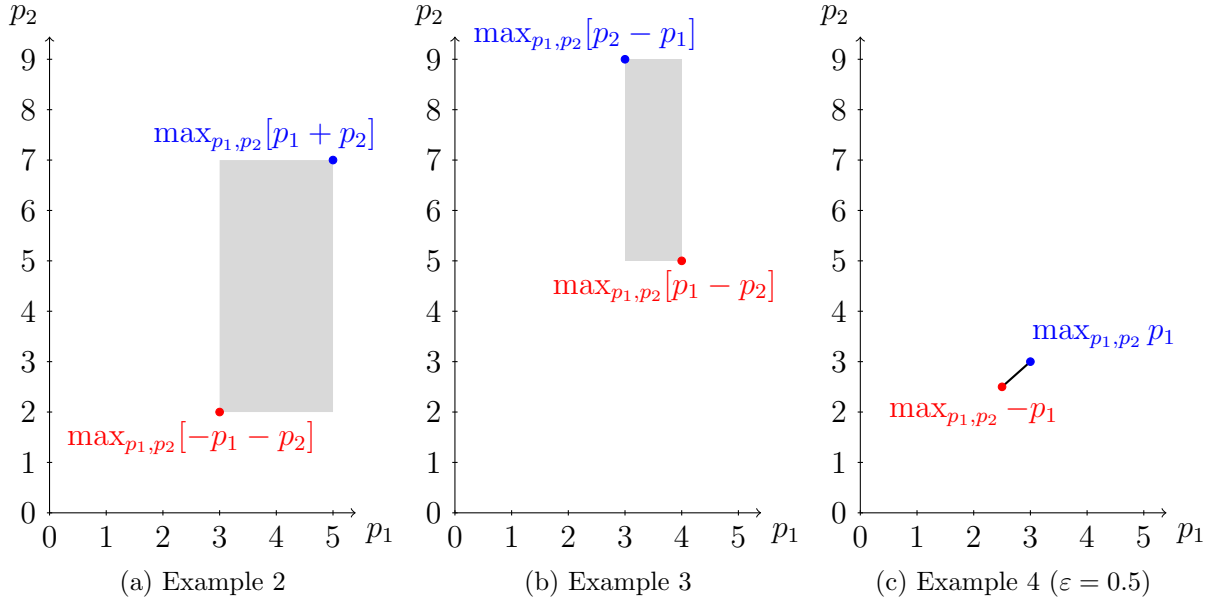 p₂
max_{p₁,p₂}[p₁ + p₂]
max_{p₁,p₂}[−p₁ − p₂]
9
8
7
6
5
4
3
2
1
0
0 1 2 3 4 5 p₁
(a) Example 2
p₂
max_{p₁,p₂}[p₂ − p₁]
max_{p₁,p₂}[p₁ − p₂]
9
8
7
6
5
4
3
2
1
0
0 1 2 3 4 5 p₁
(b) Example 3
p₂
max_{p₁,p₂} p₁
max_{p₁,p₂} −p₁
9
8
7
6
5
4
3
2
1
0
0 1 2 3 4 5 p₁
(c) Example 4 (ε = 0.5)